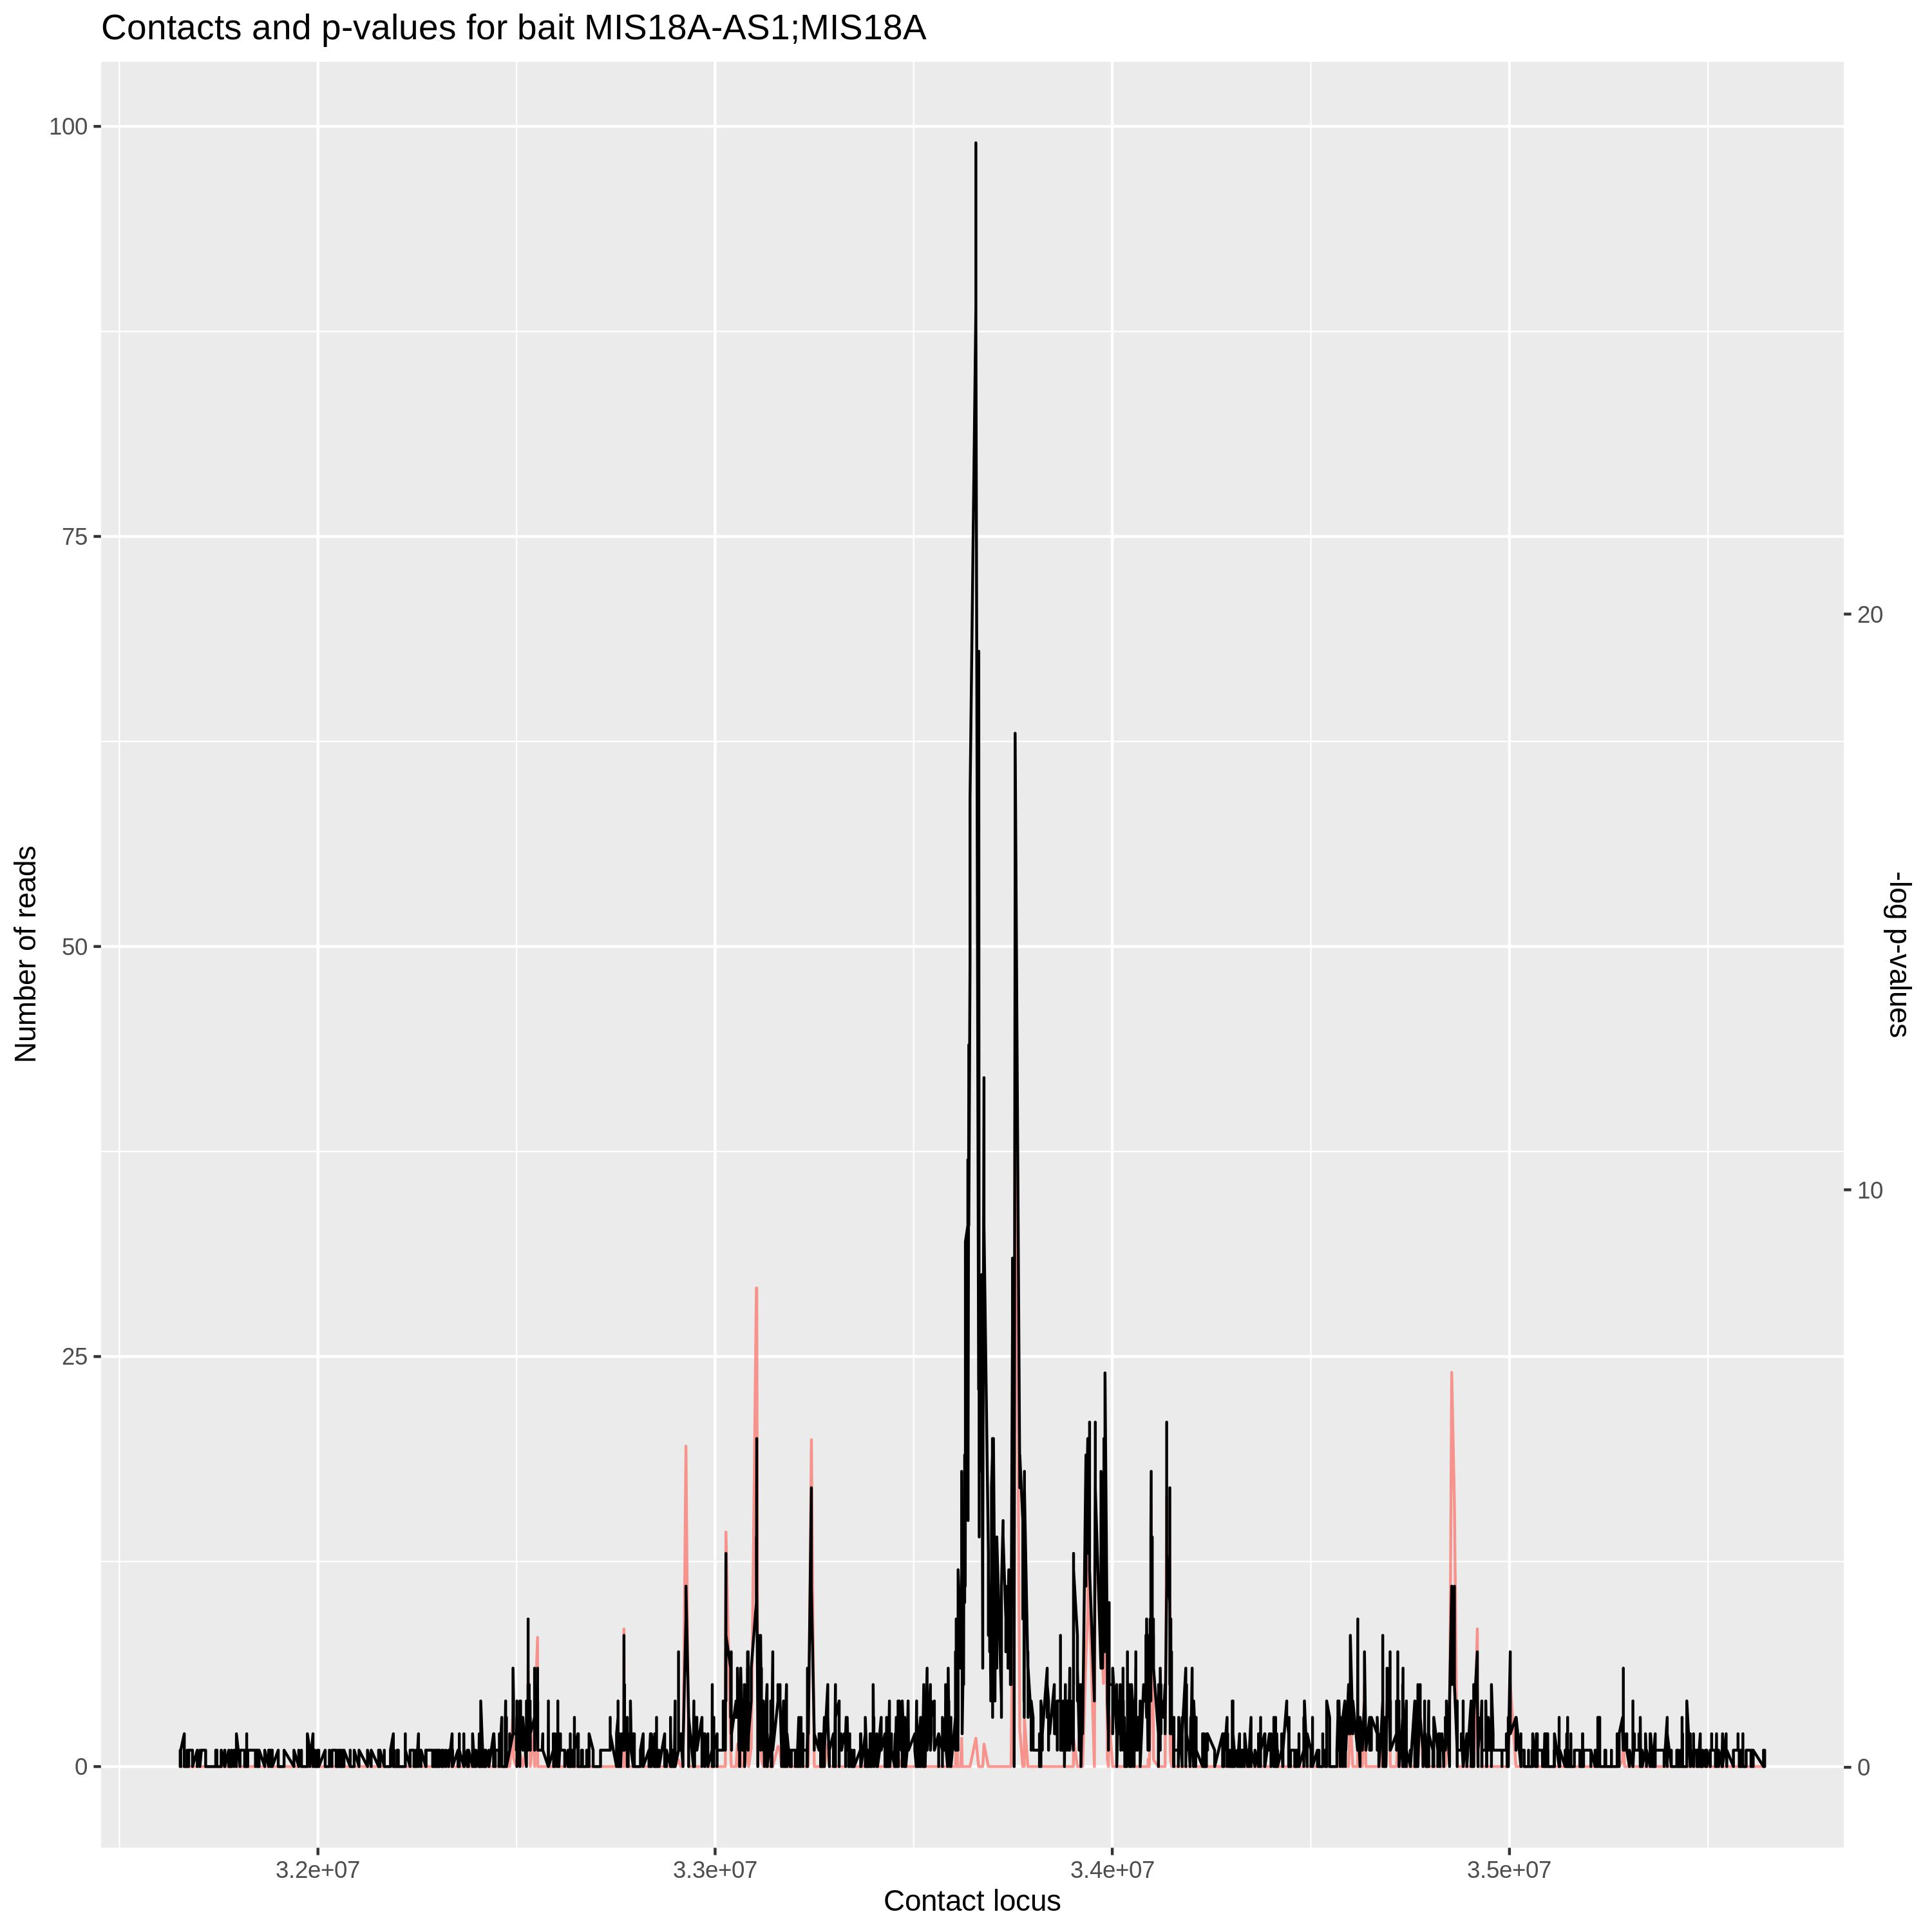 Contacts and p-values for bait MIS18A-AS1;MIS18A
100
75
50
25
0
Number of reads
20
10
0
-log p-values
3.2e+07
3.3e+07
3.4e+07
3.5e+07
Contact locus